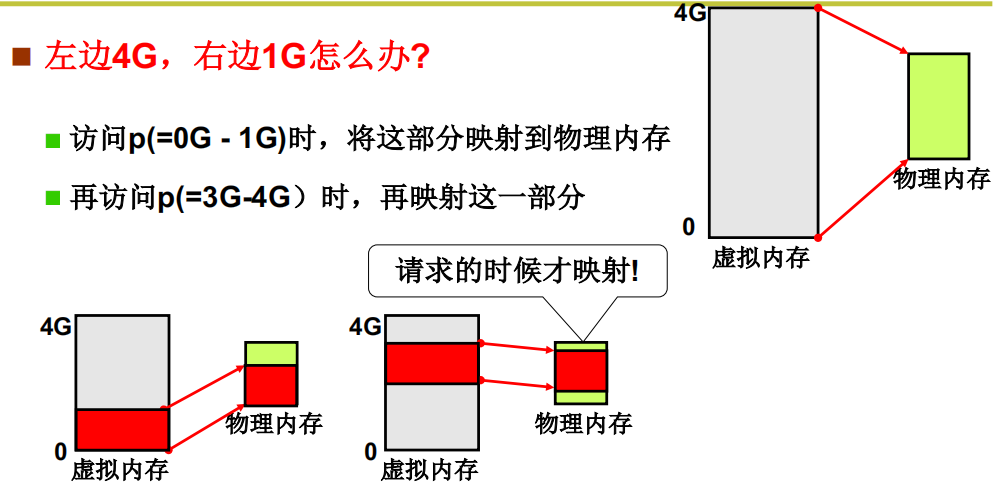 左边4G，右边1G怎么办?
访问p(=0G - 1G)时，将这部分映射到物理内存
再访问p(=3G-4G）时，再映射这一部分
4G
物理内存
0
虚拟内存
请求的时候才映射!
4G
物理内存
0
虚拟内存
4G
物理内存
0
虚拟内存